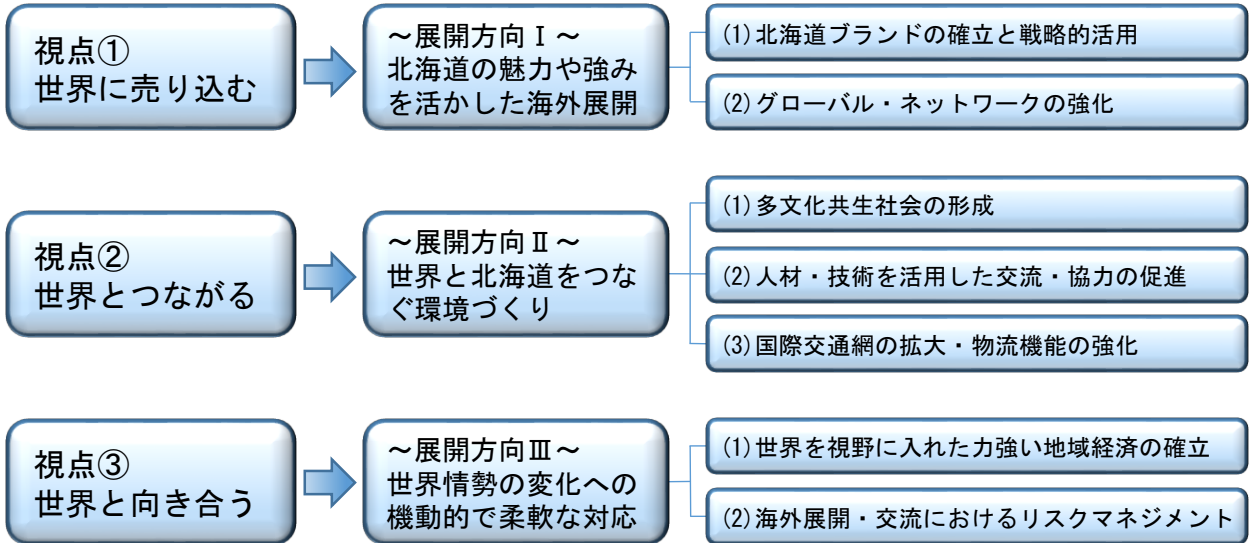 視点①
世界に売り込む
～展開方向Ⅰ～
北海道の魅力や強み
を活かした海外展開
(1)北海道ブランドの確立と戦略的活用
(2)グローバル・ネットワークの強化
視点②
世界とつながる
～展開方向Ⅱ～
世界と北海道をつな
ぐ環境づくり
(1)多文化共生社会の形成
(2)人材・技術を活用した交流・協力の促進
(3)国際交通網の拡大・物流機能の強化
視点③
世界と向き合う
～展開方向Ⅲ～
世界情勢の変化への
機動的で柔軟な対応
(1)世界を視野に入れた力強い地域経済の確立
(2)海外展開・交流におけるリスクマネジメント